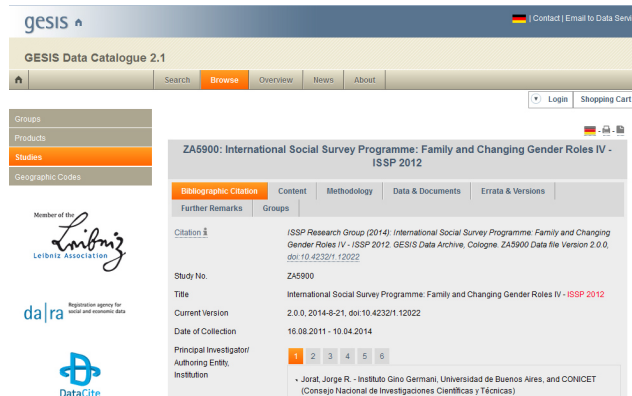 gesis
| Contact | Email to Data Servi
GESIS Data Catalogue 2.1
Search Browse Overview News About
Login Shopping Cart
Groups
Products
Studies
Geographic Codes
Member of the
Leibniz
Leibniz Association
da|ra Registration agency for
social and economic data
DataCite
ZA5900: International Social Survey Programme: Family and Changing Gender Roles IV -
ISSP 2012
Bibliographic Citation Content Methodology Data & Documents Errata & Versions
Further Remarks Groups
Citation ISSP Research Group (2014): International Social Survey Programme: Family and Changing
Gender Roles IV - ISSP 2012. GESIS Data Archive, Cologne. ZA5900 Data file Version 2.0.0,
doi:10.4232/1.12022
Study No. ZA5900
Title International Social Survey Programme: Family and Changing Gender Roles IV - ISSP 2012
Current Version 2.0.0, 2014-8-21, doi:10.4232/1.12022
Date of Collection 16.08.2011 - 10.04.2014
Principal Investigator/
Authoring Entity,
Institution
1 2 3 4 5 6
Jorat, Jorge R. - Instituto Gino Germani, Universidad de Buenos Aires, and CONICET
(Consejo Nacional de Investigaciones Científicas y Técnicas)